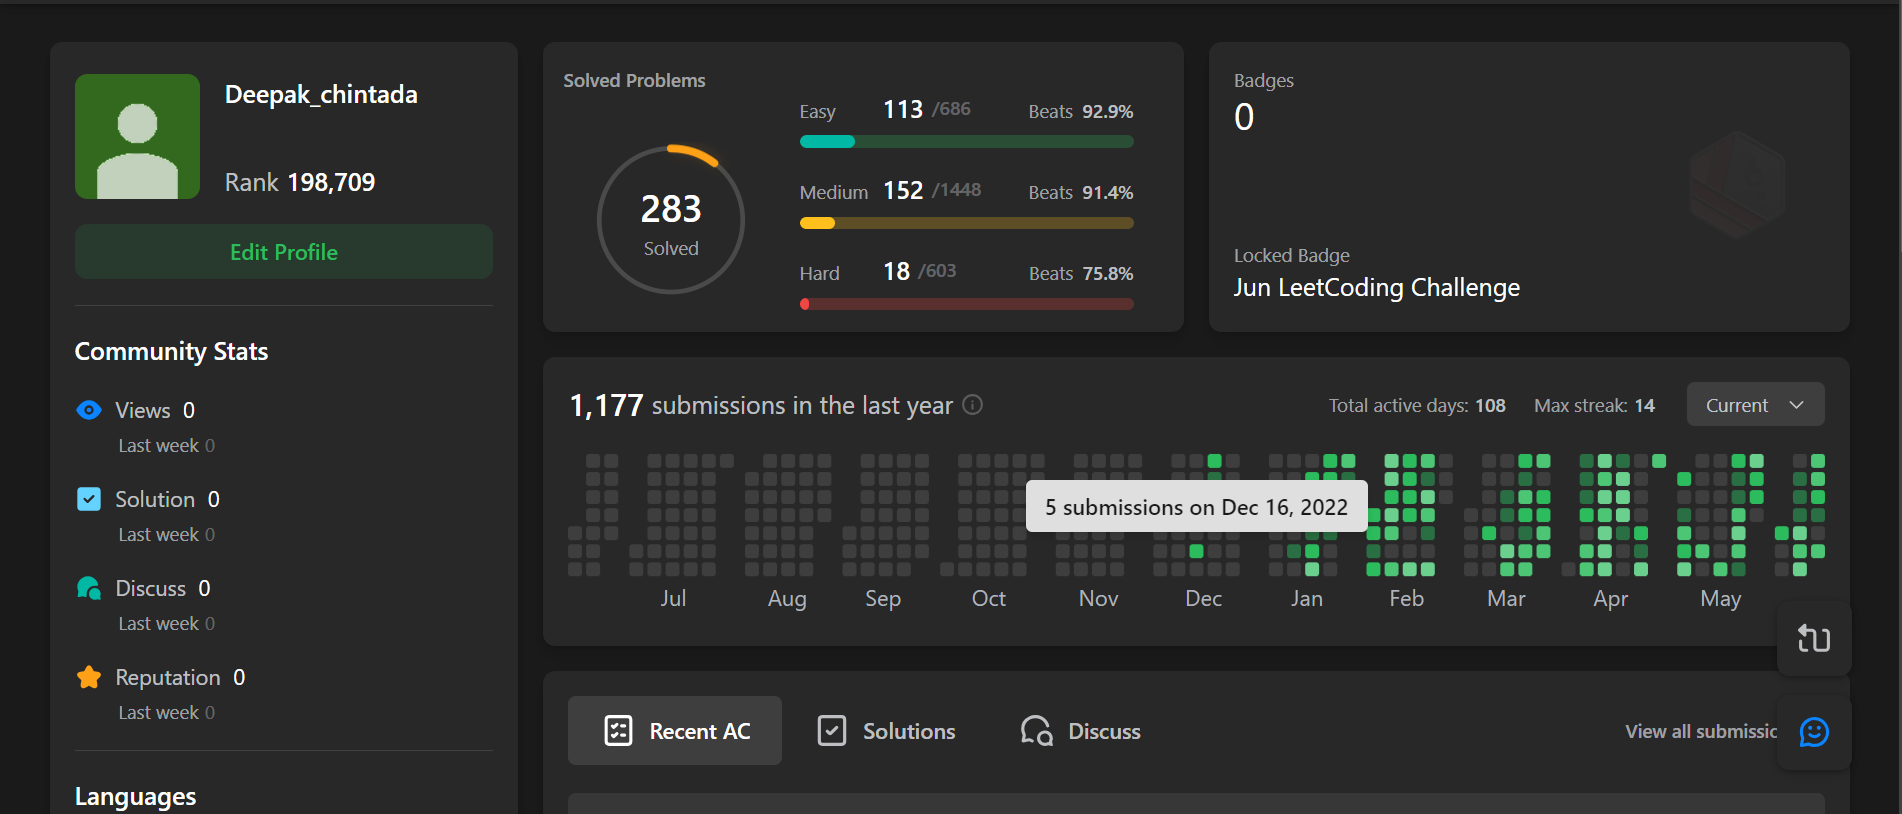 Deepak_chintada
Rank 198,709
Edit Profile
Community Stats
Views 0
Last week 0
Solution 0
Last week 0
Discuss 0
Last week 0
Reputation 0
Last week 0
Languages
Solved Problems
283
Solved
Easy 113 /686 Beats 92.9%
Medium 152 /1448 Beats 91.4%
Hard 18 /603 Beats 75.8%
Badges
0
Locked Badge
Jun LeetCoding Challenge
1,177 submissions in the last year
Total active days: 108 Max streak: 14 Current
5 submissions on Dec 16, 2022
Jul Aug Sep Oct Nov Dec Jan Feb Mar Apr May
Recent AC Solutions Discuss View all submissic